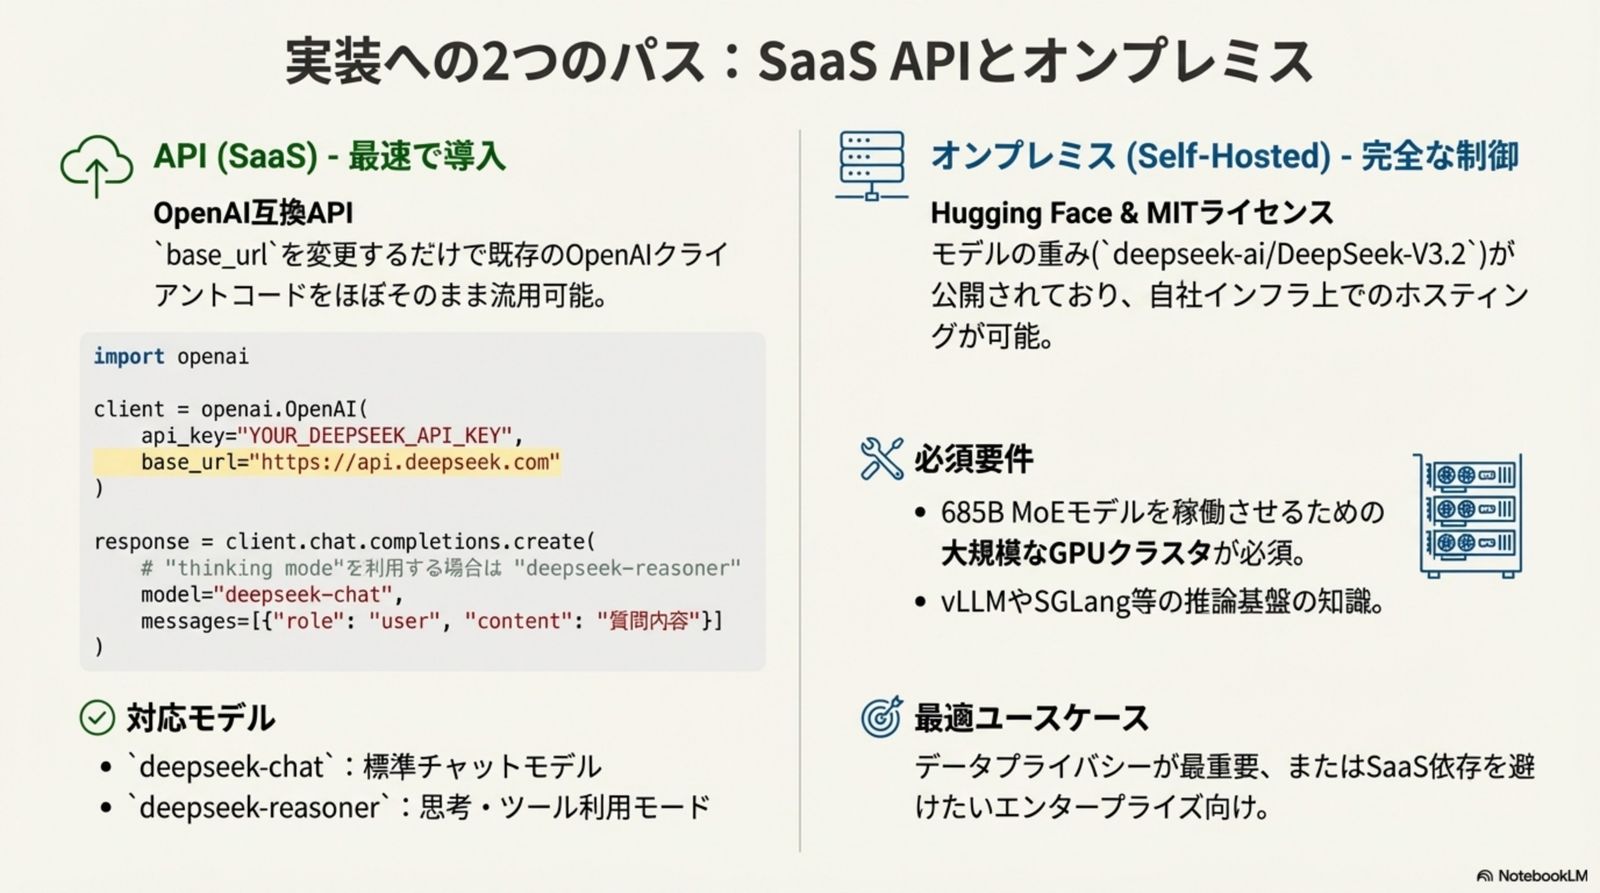 実装への2つのパス：SaaS APIとオンプレミス
API (SaaS) - 最速で導入
OpenAI互換API
`base_url`を変更するだけで既存のOpenAIクライ
アントコードをほぼそのまま流用可能。
import openai
client = openai.OpenAI(
    api_key="YOUR_DEEPSEEK_API_KEY",
    base_url="https://api.deepseek.com"
)
response = client.chat.completions.create(
    # "thinking mode"を利用する場合は "deepseek-reasoner"
    model="deepseek-chat",
    messages=[{"role": "user", "content": "質問内容"}]
)
対応モデル
• `deepseek-chat`：標準チャットモデル
• `deepseek-reasoner`：思考・ツール利用モード
オンプレミス (Self-Hosted) - 完全な制御
Hugging Face & MITライセンス
モデルの重み(`deepseek-ai/DeepSeek-V3.2`)が
公開されており、自社インフラ上でのホスティン
グが可能。
必須要件
• 685B MoEモデルを稼働させるための
大規模なGPUクラスタが必須。
• vLLMやSGLang等の推論基盤の知識。
最適ユースケース
データプライバシーが最重要、またはSaaS依存を避
けたいエンタープライズ向け。
NotebookLM